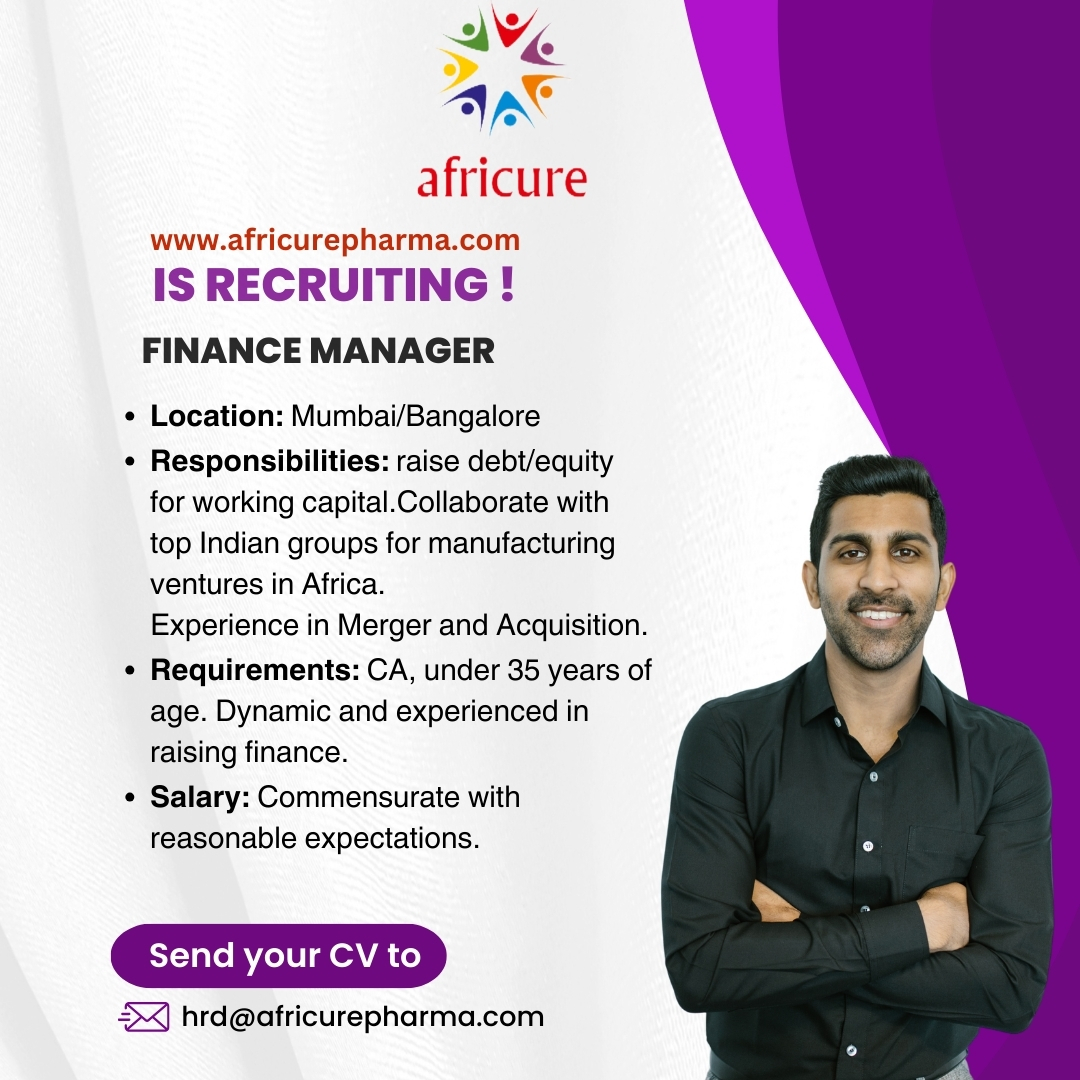 africure
www.africurepharma.com
IS RECRUITING !
FINANCE MANAGER
• Location: Mumbai/Bangalore
• Responsibilities: raise debt/equity
for working capital.Collaborate with
top Indian groups for manufacturing
ventures in Africa.
Experience in Merger and Acquisition.
• Requirements: CA, under 35 years of
age. Dynamic and experienced in
raising finance.
• Salary: Commensurate with
reasonable expectations.
Send your CV to
hrd@africurepharma.com